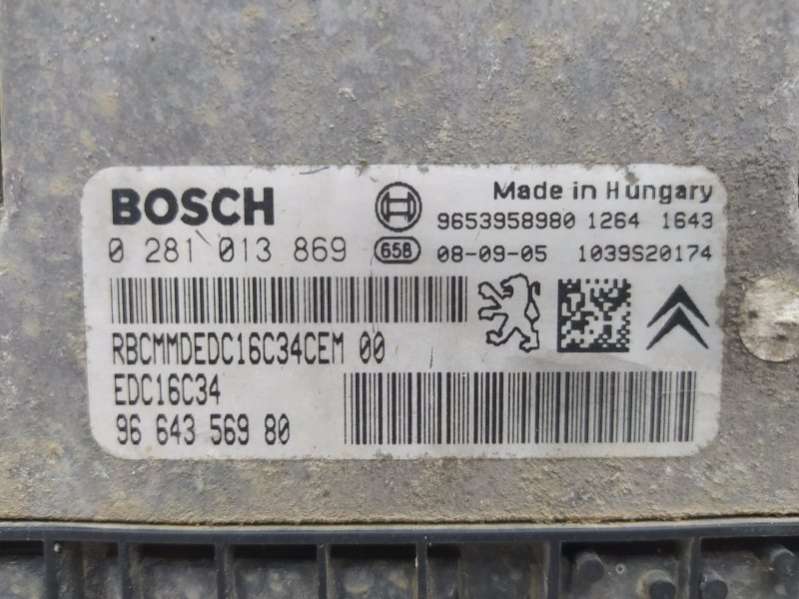 BOSCH
Made in Hungary
9653958980 1264 1643
0 281 013 869
658 08-09-05 1039S20174
RBCMMDEDC16C34CEM 00
EDC16C34
96 643 569 80